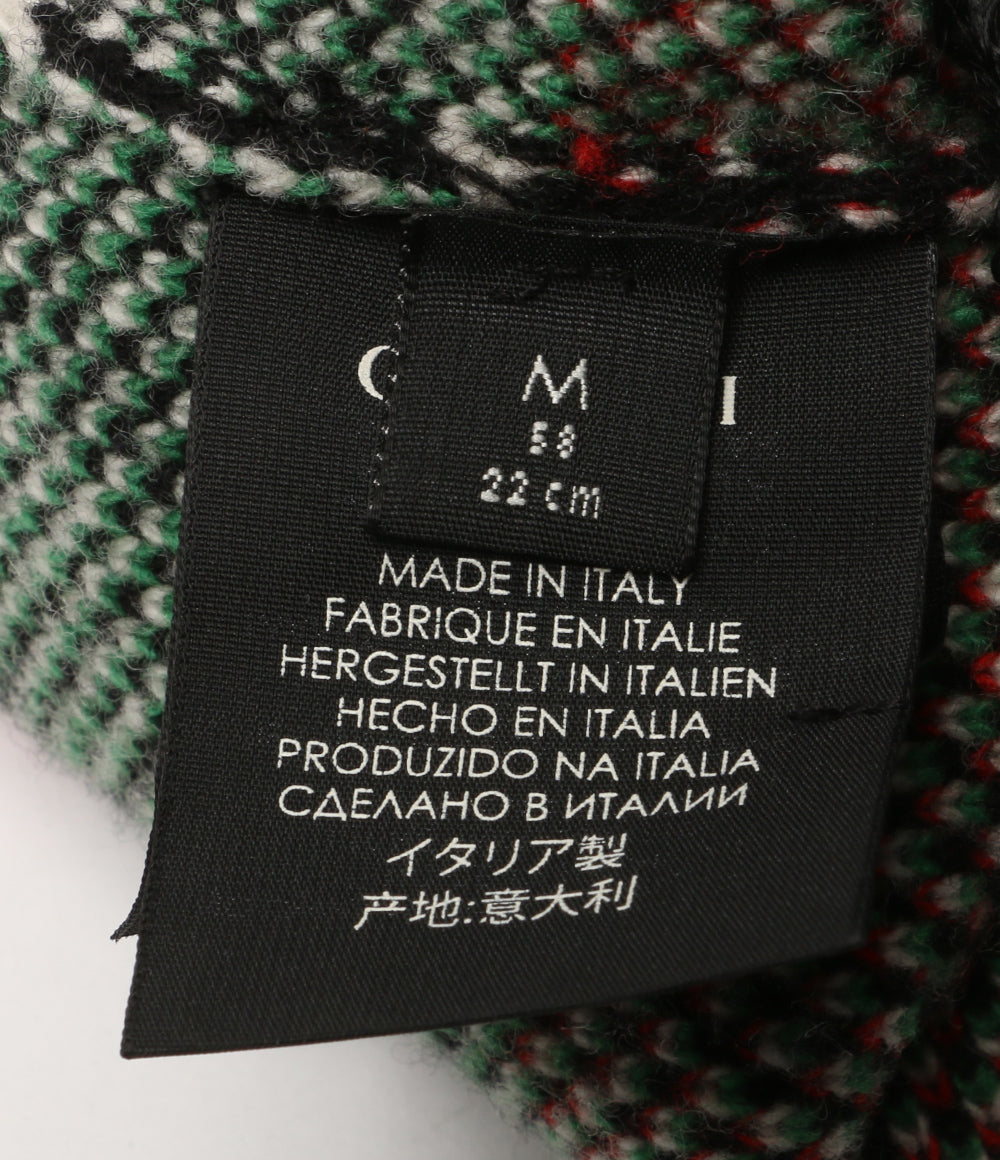 M
58
22 cm
MADE IN ITALY
FABRIQUE EN ITALIE
HERGESTELLT IN ITALIEN
HECHO EN ITALIA
PRODUZIDO NA ITALIA
СДЕЛАНО В ИТАЛИИ
イタリア製
产地:意大利